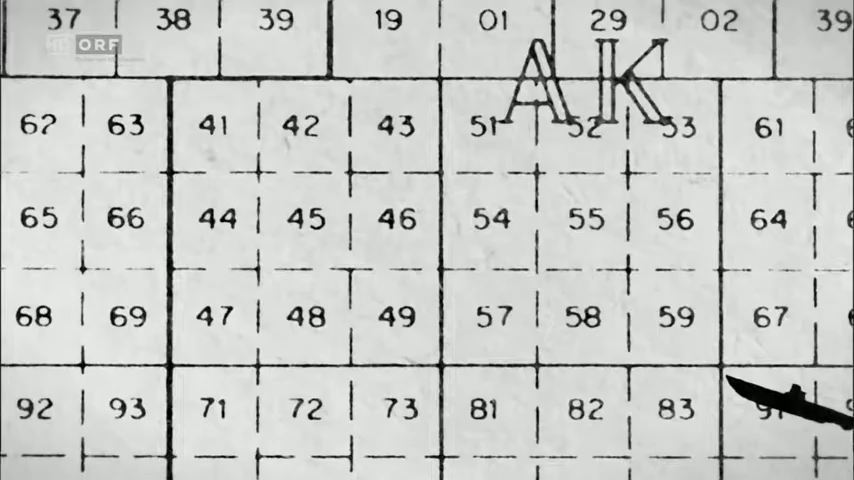 37 38 39 19 01 29 02 39
ORF
AK
62 63 41 42 43 51 52 53 61
65 66 44 45 46 54 55 56 64
68 69 47 48 49 57 58 59 67
92 93 71 72 73 81 82 83 91